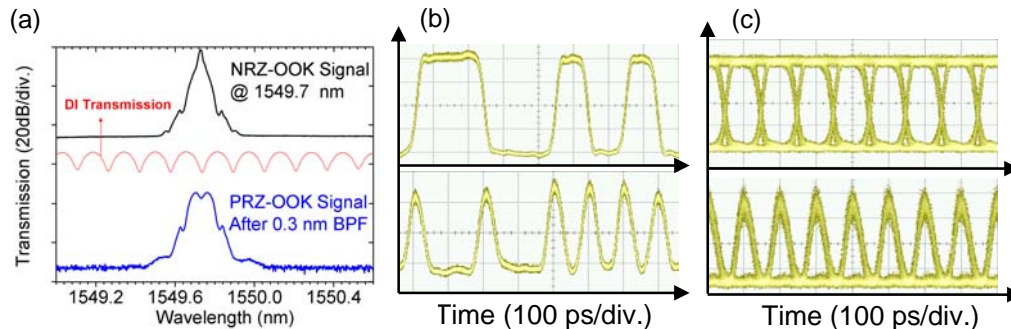 (a)
(b)
(c)
Transmission (20dB/div.)
NRZ-OOK Signal
@ 1549.7 nm
DI Transmission
PRZ-OOK Signal
After 0.3 nm BPF
1549.2 1549.6 1550.0 1550.4
Wavelength (nm)
Time (100 ps/div.)
Time (100 ps/div.)